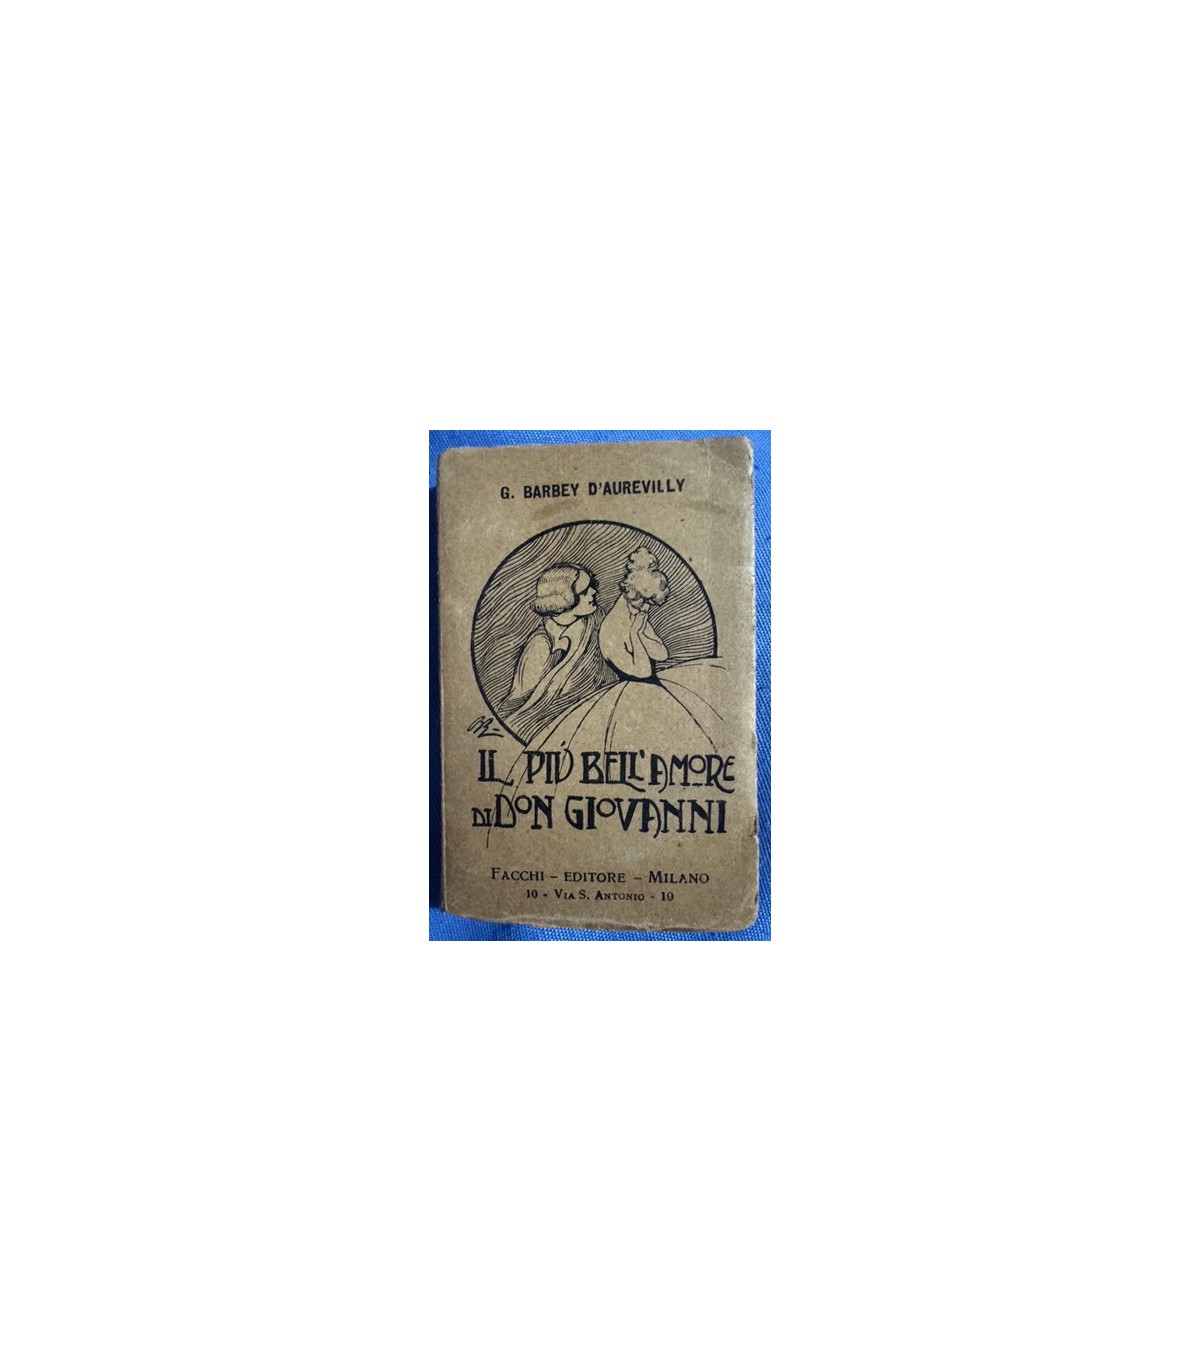 G. BARBEY D'AUREVILLY
IL PIÙ BELL'AMORE
DI DON GIOVANNI
FACCHI - EDITORE - MILANO
10 - VIA S. ANTONIO - 10